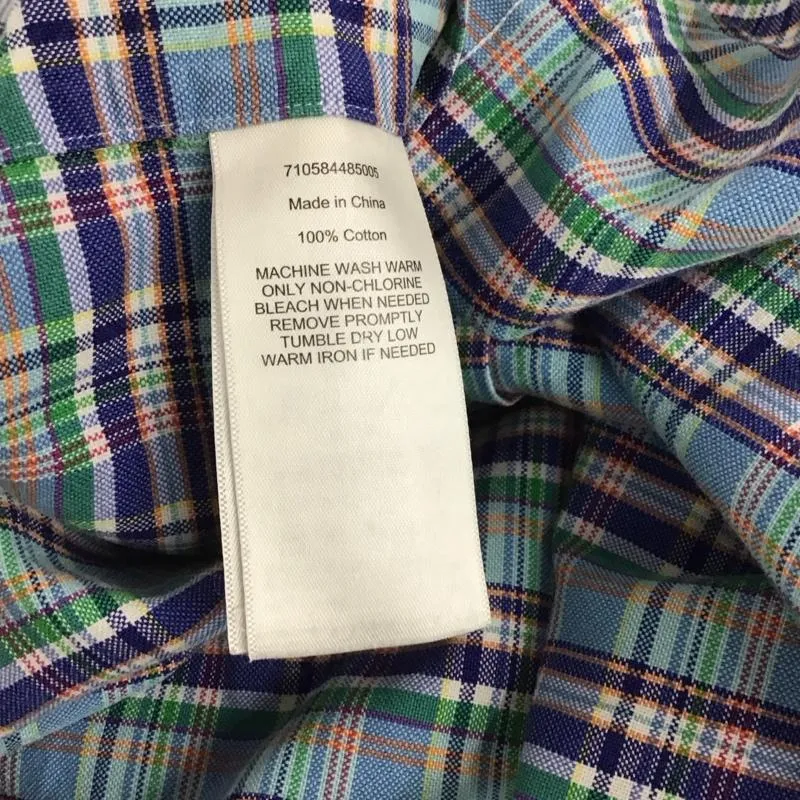 710584485005
Made in China
100% Cotton
MACHINE WASH WARM
ONLY NON-CHLORINE
BLEACH WHEN NEEDED
REMOVE PROMPTLY
TUMBLE DRY LOW
WARM IRON IF NEEDED